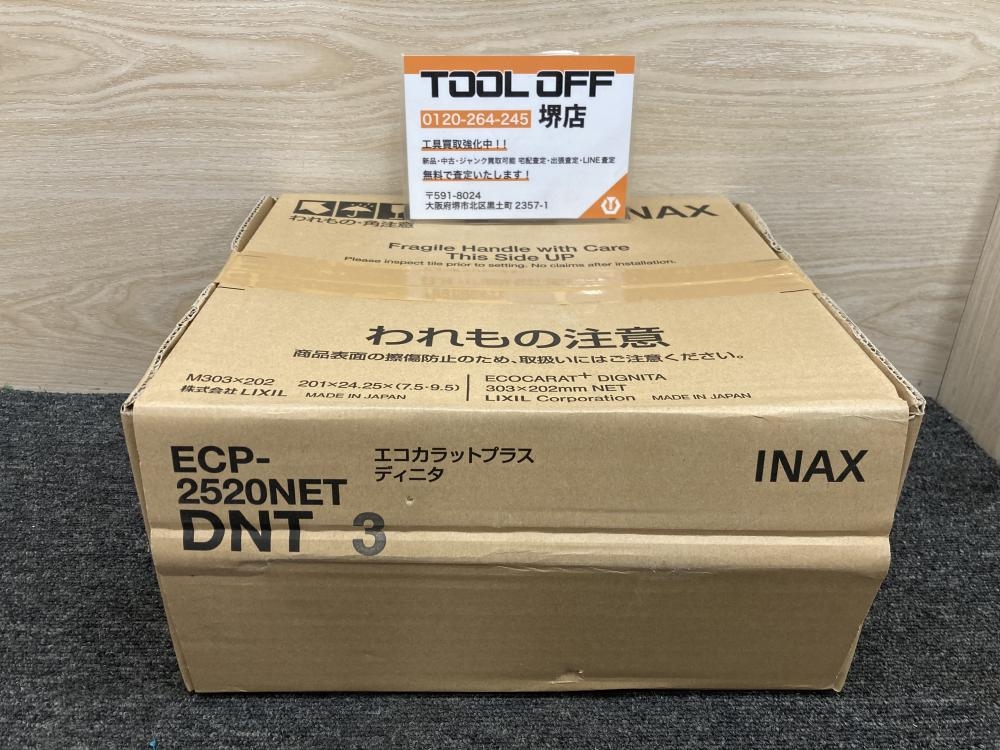 TOOL OFF
0120-264-245 堺店
工具買取強化中!!
新品・中古・ジャンク買取可能 宅配査定・出張査定・LINE査定
無料で査定いたします!
〒591-8024
大阪府堺市北区黒土町 2357-1
われもの・角注意
INAX
Fragile Handle with Care
This Side UP
Please inspect tile prior to setting. No claims after installation.
われもの注意
商品表面の擦傷防止のため、取扱いにはご注意ください。
M303×202 201×24.25×(7.5・9.5)
株式会社 LIXIL MADE IN JAPAN
ECOCARAT+ DIGNITA
303×202mm NET
LIXIL Corporation MADE IN JAPAN
ECP-
2520NET
DNT 3
エコカラットプラス
ディニタ
INAX